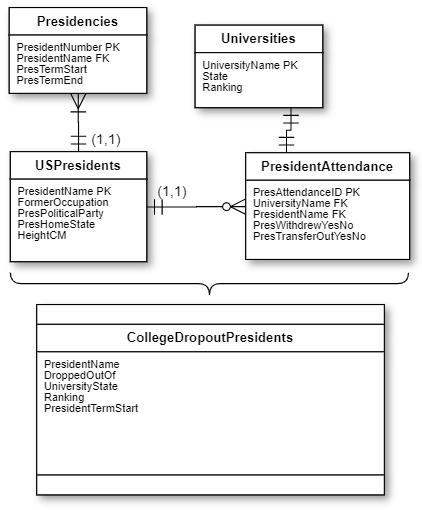 Presidencies
PresidentNumber PK
PresidentName FK
PresTermStart
PresTermEnd
Universities
UniversityName PK
State
Ranking
(1,1)
USPresidents
PresidentName PK
FormerOccupation
PresPoliticalParty
PresHomeState
HeightCM
(1,1)
PresidentAttendance
PresAttendanceID PK
UniversityName FK
PresidentName FK
PresWithdrewYesNo
PresTransferOutYesNo
CollegeDropoutPresidents
PresidentName
DroppedOutOf
UniversityState
Ranking
PresidentTermStart